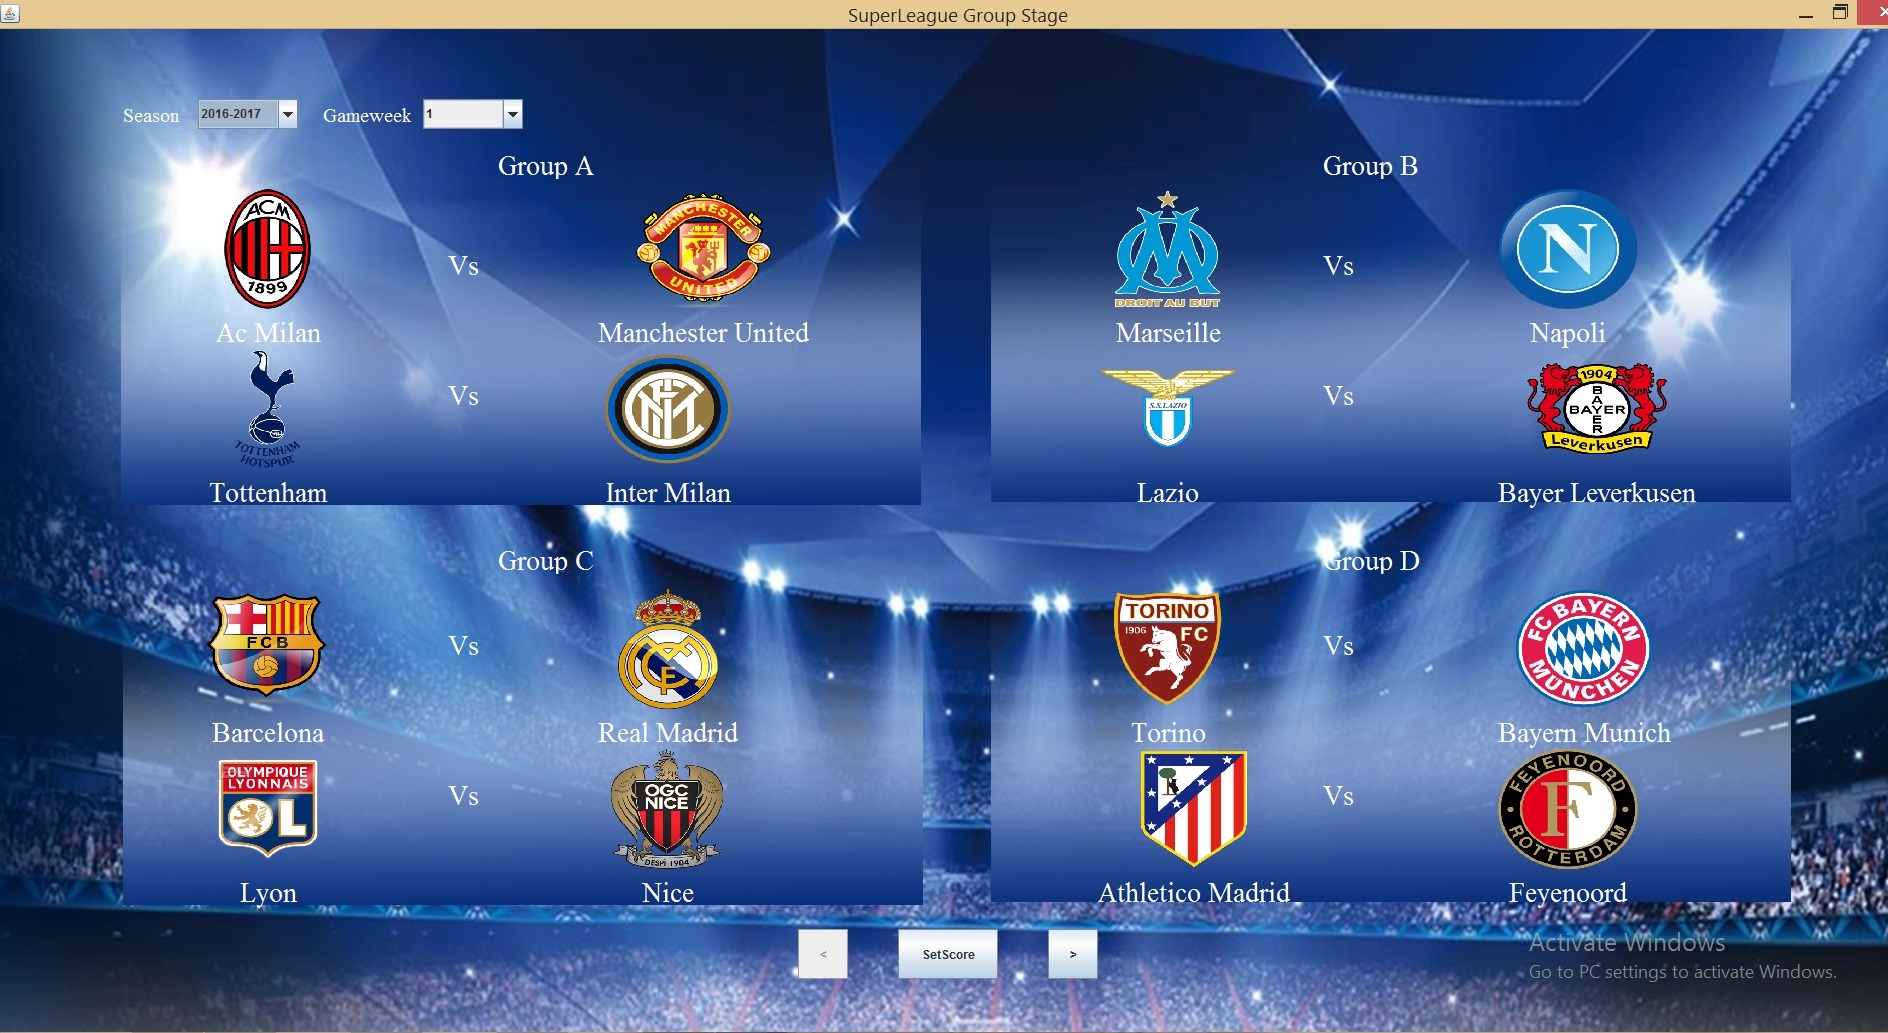 SuperLeague Group Stage
Season 2016-2017 Gameweek 1
Group A
ACM
1899
Vs
MANCHESTER
UNITED
Ac Milan
Manchester United
Vs
TOTTENHAM
HOTSPUR
Tottenham
Inter Milan
Group B
DROIT AU BUT
Vs
N
Marseille
Napoli
S.S.LAZIO
Vs
1904
BAYER
BAYER
Leverkusen
Lazio
Bayer Leverkusen
Group C
FCB
Vs
Barcelona
Real Madrid
OLYMPIQUE
LYONNAIS
OL
Vs
OGC
NICE
DESPÍ 1904
Lyon
Nice
Group D
TORINO
1906 FC
Vs
FC BAYERN
MÜNCHEN
Torino
Bayern Munich
Vs
FEYENOORD
F
ROTTERDAM
Athletico Madrid
Feyenoord
< SetScore >
Activate Windows
Go to PC settings to activate Windows.